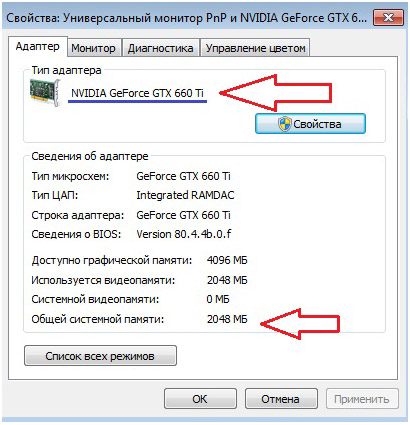 Свойства: Универсальный монитор PnP и NVIDIA GeForce GTX 6...
Адаптер Монитор Диагностика Управление цветом
Тип адаптера
NVIDIA GeForce GTX 660 Ti
Свойства
Сведения об адаптере
Тип микросхем: GeForce GTX 660 Ti
Тип ЦАП: Integrated RAMDAC
Строка адаптера: GeForce GTX 660 Ti
Сведения о BIOS: Version 80.4.4b.0.f
Доступно графической памяти: 4096 МБ
Используется видеопамяти: 2048 МБ
Системной видеопамяти: 0 МБ
Общей системной памяти: 2048 МБ
Список всех режимов
ОК Отмена Применить